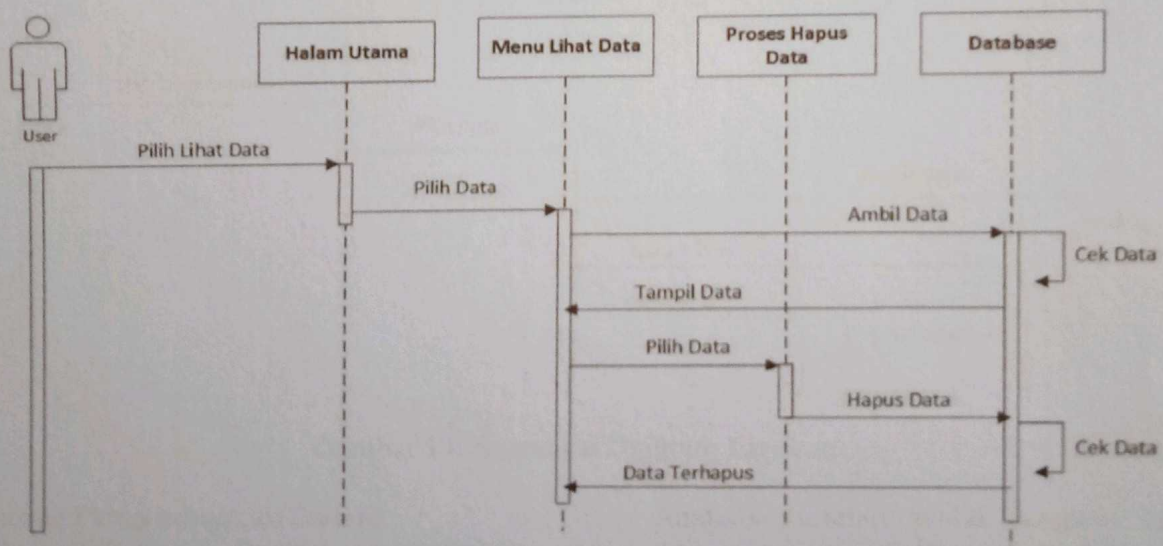 Halam Utama
Menu Lihat Data
Proses Hapus
Data
Database
User
Pilih Lihat Data
Pilih Data
Ambil Data
Cek Data
Tampil Data
Pilih Data
Hapus Data
Cek Data
Data Terhapus